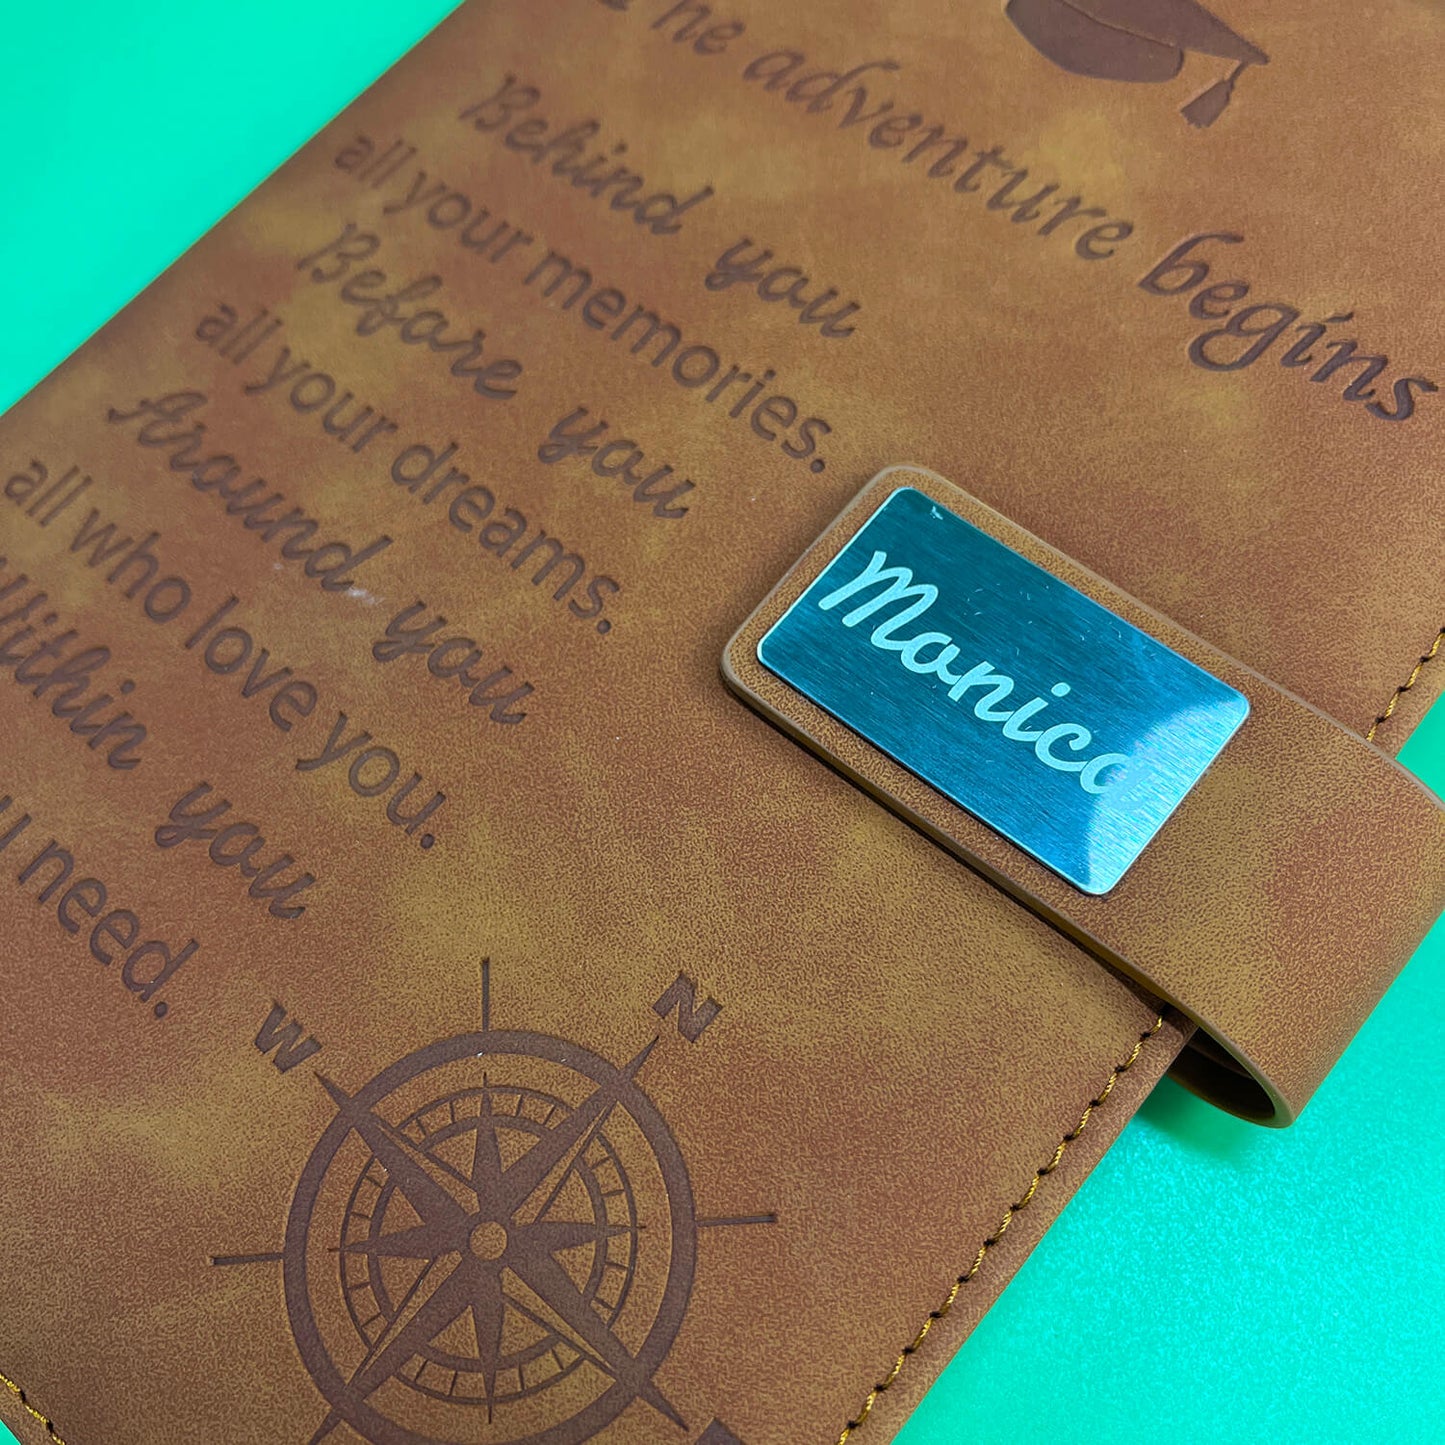 he adventure begins
Behind you
all your memories.
Before you
all your dreams.
Around you
all who love you.
Within you
need.
Monica
W
N